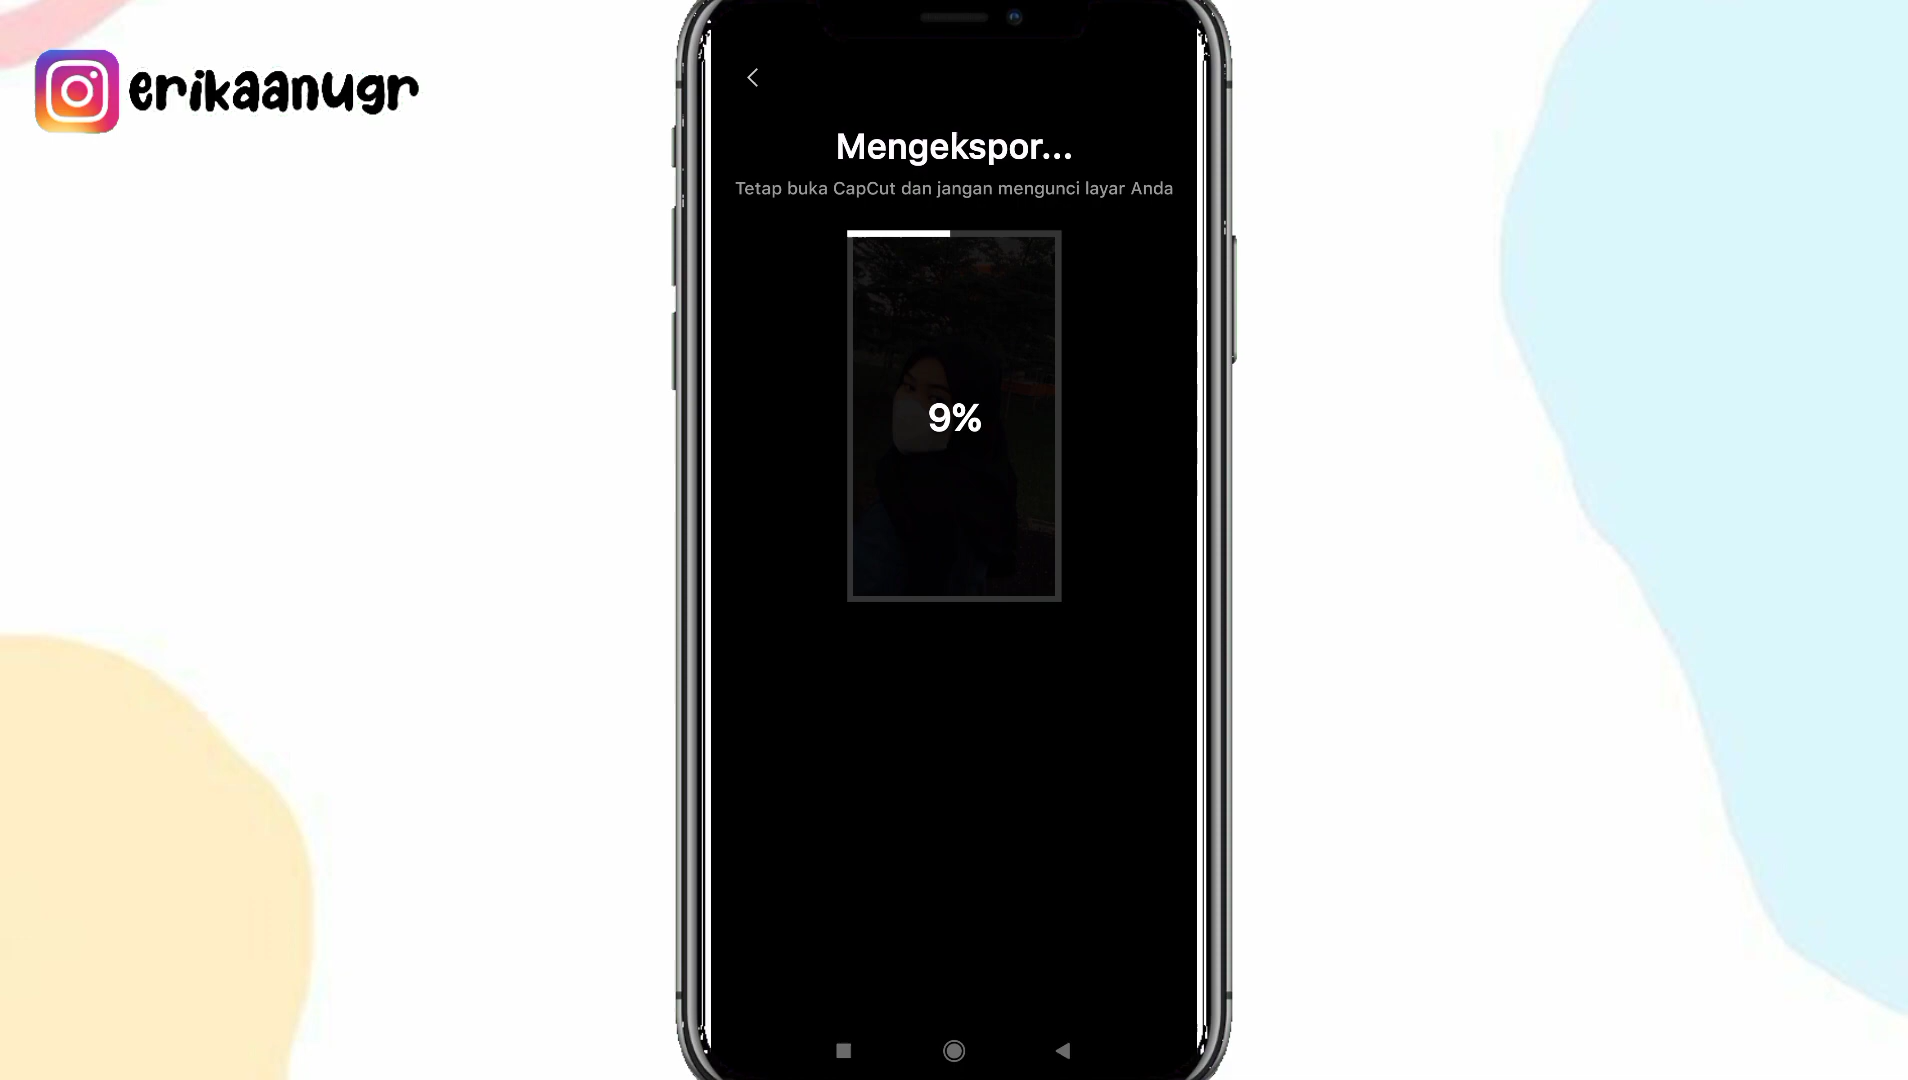 erikaanugr
Mengekspor...
Tetap buka CapCut dan jangan mengunci layar Anda
9%